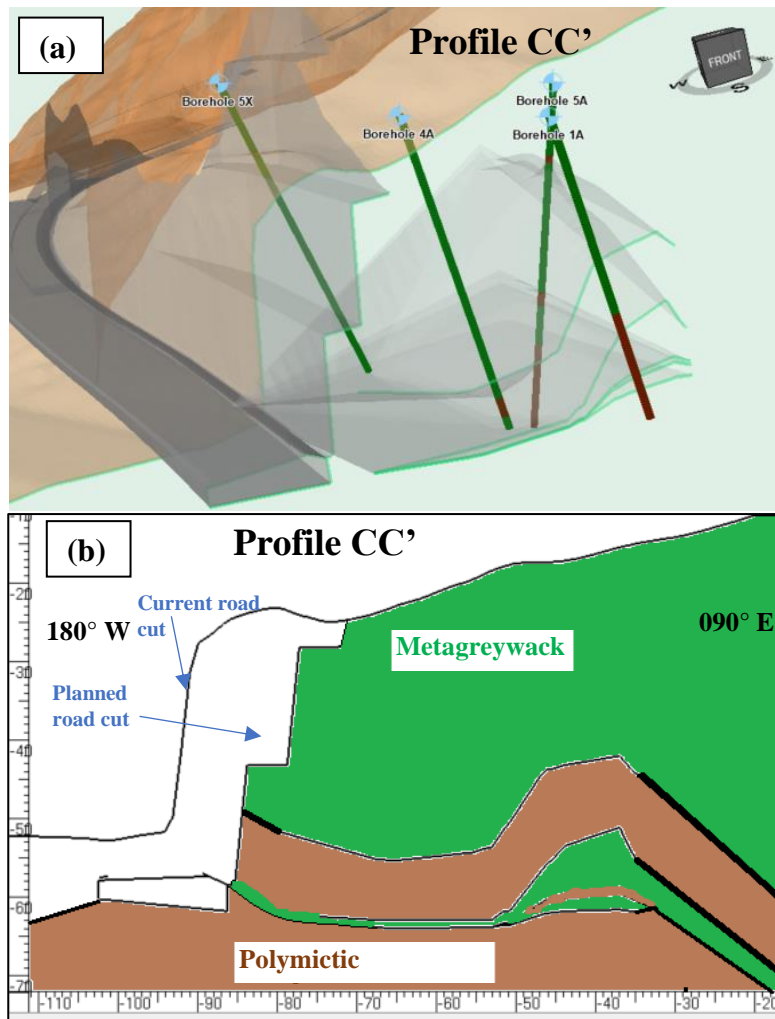 (a)
Profile CC’
FRONT
W
S
Borehole 5X
Borehole 4A
Borehole 5A
Borehole 1A
(b)
Profile CC’
-20
-30
-40
-50
-60
-70
Current road
cut
180° W
090° E
Metagreywack
Planned
road cut
Polymictic
-110
-100
-90
-80
-70
-60
-50
-40
-30